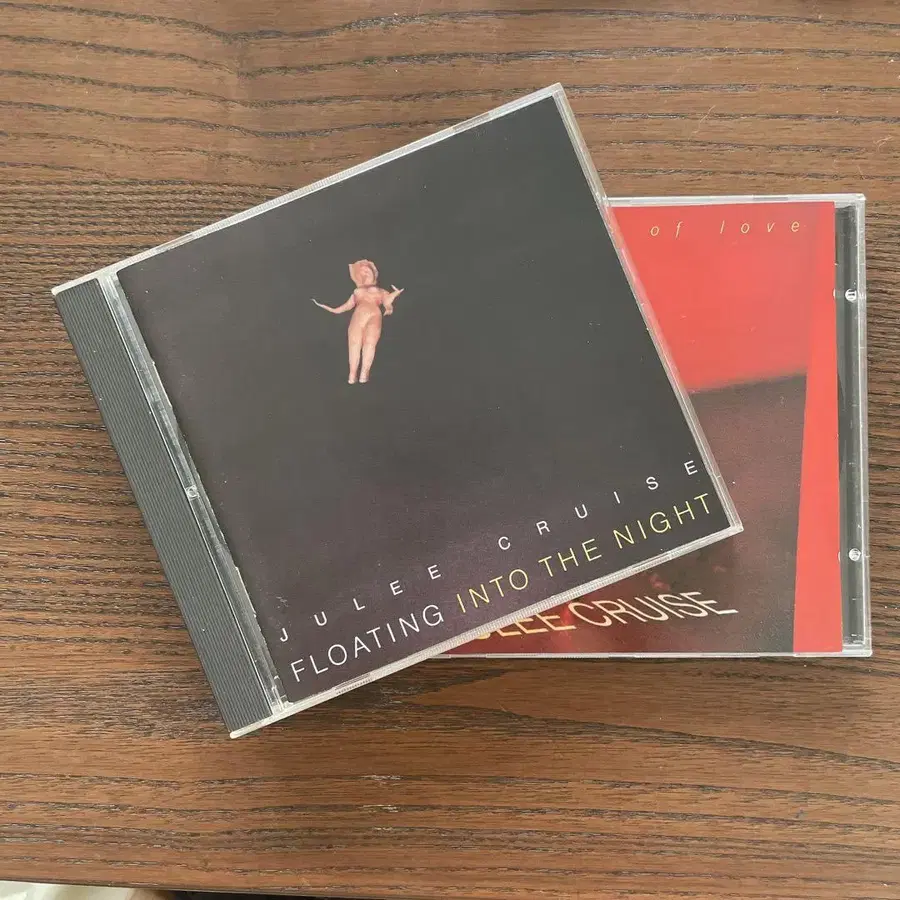 JULEE CRUISE
FLOATING INTO THE NIGHT
of love
CRUISE